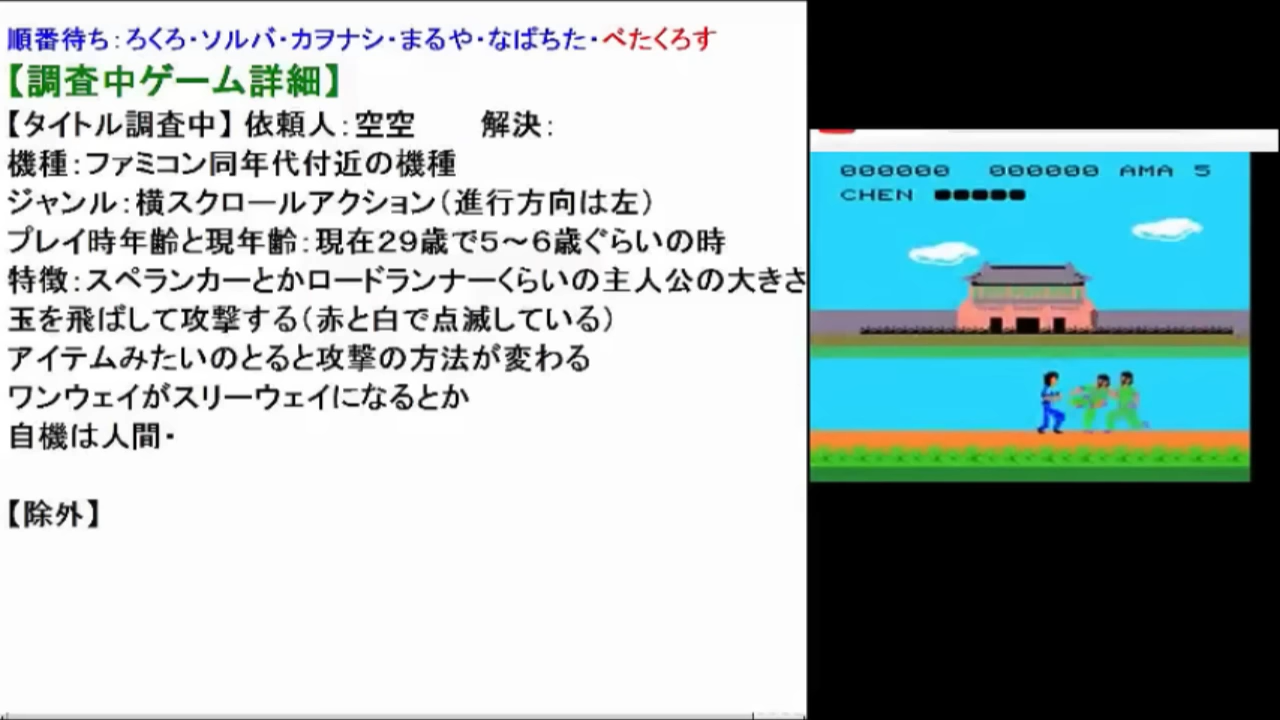 順番待ち:ろくろ・ソルバ・カヲナシ・まるや・なぱちた・べたくろす
【調査中ゲーム詳細】
【タイトル調査中】依頼人:空空　　解決:
機種:ファミコン同年代付近の機種
ジャンル:横スクロールアクション(進行方向は左)
プレイ時年齢と現年齢:現在29歳で5～6歳ぐらいの時
特徴:スペランカーとかロードランナーくらいの主人公の大きさ
玉を飛ばして攻撃する(赤と白で点滅している)
アイテムみたいのとると攻撃の方法が変わる
ワンウェイがスリーウェイになるとか
自機は人間・
【除外】
000000 000000 AMA 5
CHEN